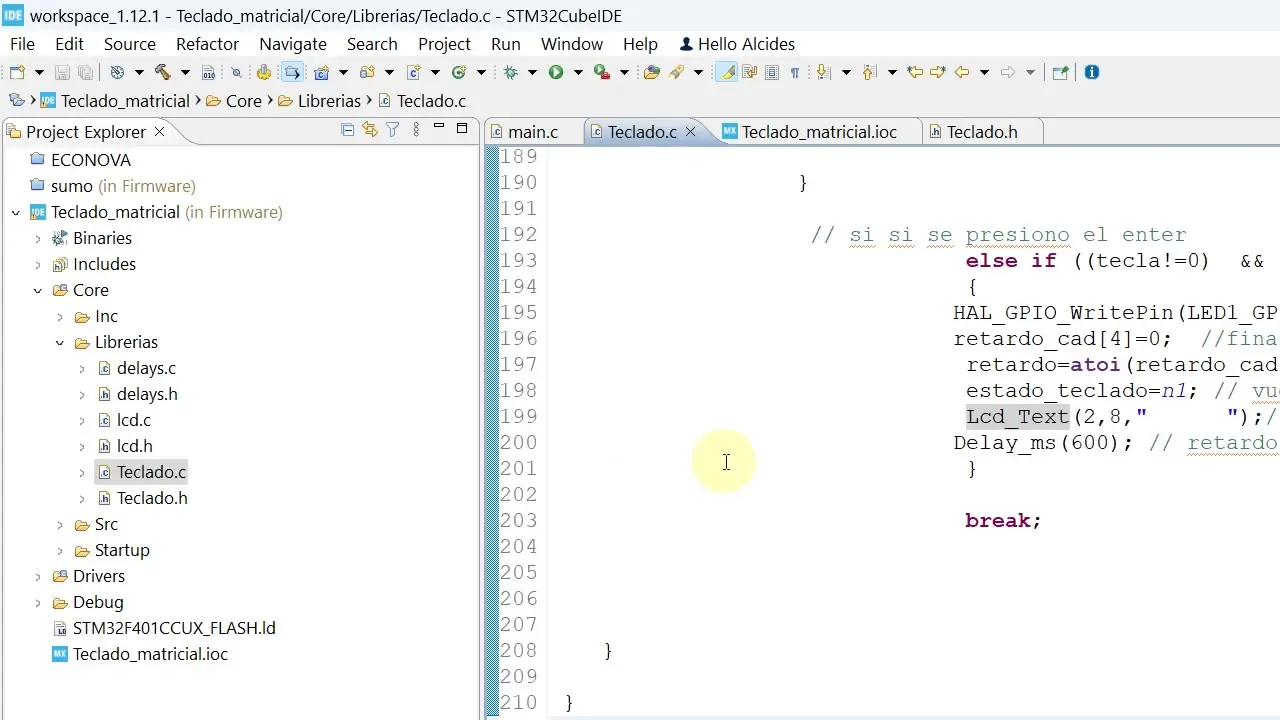 IDE workspace_1.12.1 - Teclado_matricial/Core/Librerias/Teclado.c - STM32CubeIDE
File Edit Source Refactor Navigate Search Project Run Window Help Hello Alcides
Teclado_matricial Core Librerias Teclado.c
Project Explorer
main.c Teclado.c Teclado_matricial.ioc Teclado.h
ECONOVA
sumo (in Firmware)
Teclado_matricial (in Firmware)
Binaries
Includes
Core
Inc
Librerias
delays.c
delays.h
lcd.c
lcd.h
Teclado.c
Teclado.h
Src
Startup
Drivers
Debug
STM32F401CCUX_FLASH.ld
Teclado_matricial.ioc
189
190 }
191
192 // si si se presiono el enter
193 else if ((tecla!=0) &&
194 {
195 HAL_GPIO_WritePin(LED1_GP
196 retardo_cad[4]=0; //fina
197 retardo=atoi(retardo_cad
198 estado_teclado=n1; // vu
199 Lcd_Text(2,8,"      ");/
200 Delay_ms(600); // retardo
201 }
202
203 break;
204
205
206
207
208 }
209
210 }